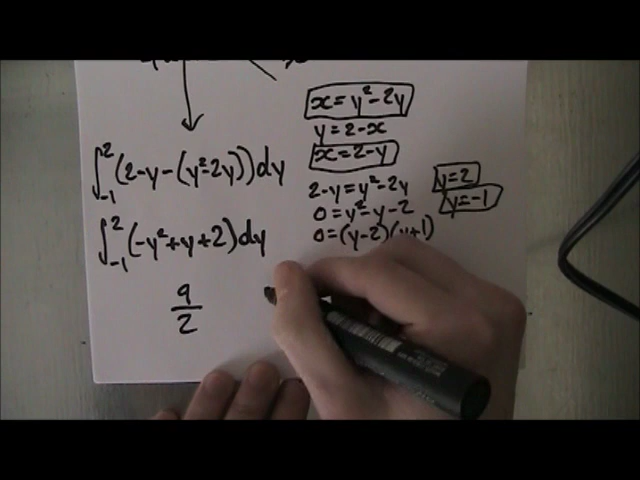 x=y²-2y
y=2-x
x=2-y
∫₋₁² (2-y-(y²-2y))dy
2-y=y²-2y
y=2
0=y²-y-2
y=-1
∫₋₁² (-y²+y+2)dy
0=(y-2)(y+1)
9/2